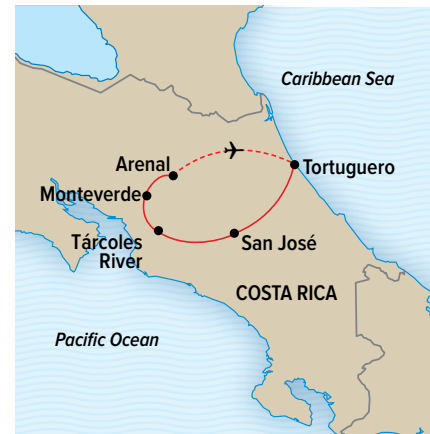 Caribbean Sea
Arenal
Tortuguero
Monteverde
Tárcoles
River
San José
COSTA RICA
Pacific Ocean